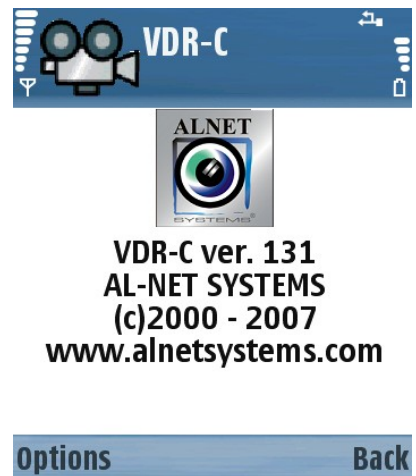 VDR-C
ALNET
SYSTEMS
VDR-C ver. 131
AL-NET SYSTEMS
(c)2000 - 2007
www.alnetsystems.com
Options Back